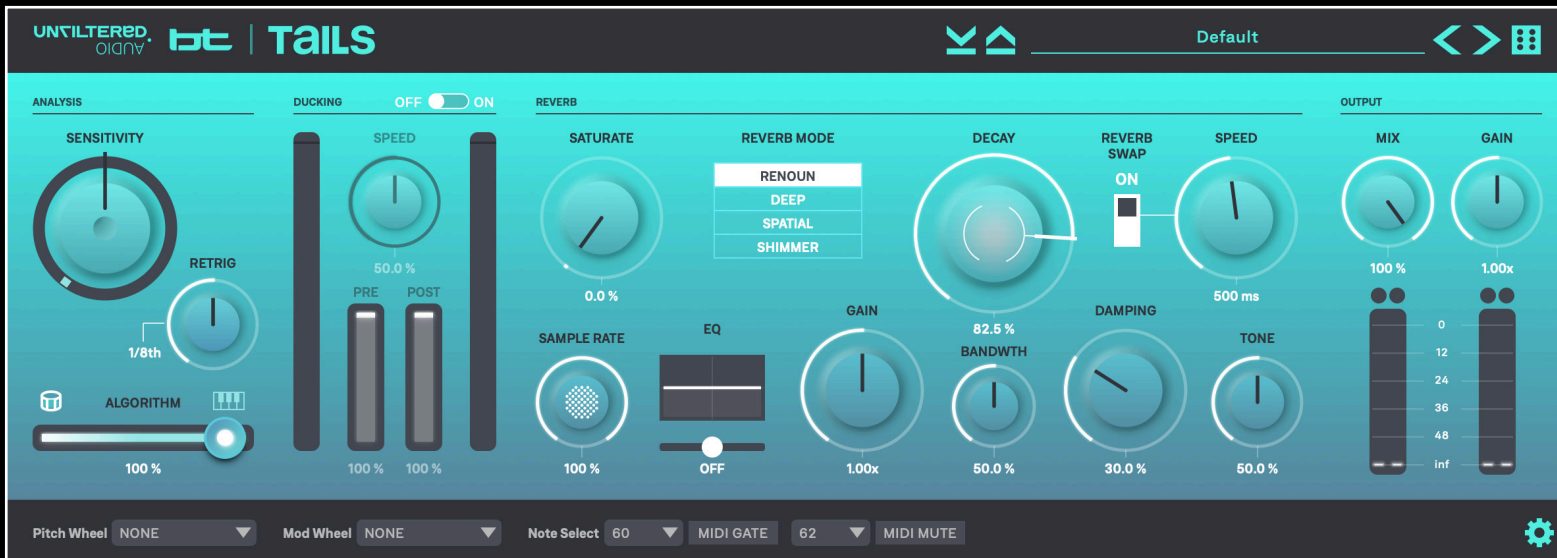 UNFILTERED
AUDIO
bt
TAILS
Default
ANALYSIS
SENSITIVITY
RETRIG
1/8th
ALGORITHM
100 %
DUCKING
OFF
ON
SPEED
50.0 %
PRE
POST
100 %
100 %
REVERB
SATURATE
0.0 %
REVERB MODE
RENOUN
DEEP
SPATIAL
SHIMMER
DECAY
82.5 %
REVERB
SWAP
ON
SPEED
500 ms
SAMPLE RATE
100 %
EQ
OFF
GAIN
1.00x
BANDWTH
50.0 %
DAMPING
30.0 %
TONE
50.0 %
OUTPUT
MIX
100 %
GAIN
1.00x
0
12
24
36
48
inf
Pitch Wheel NONE
Mod Wheel NONE
Note Select 60
MIDI GATE
62
MIDI MUTE